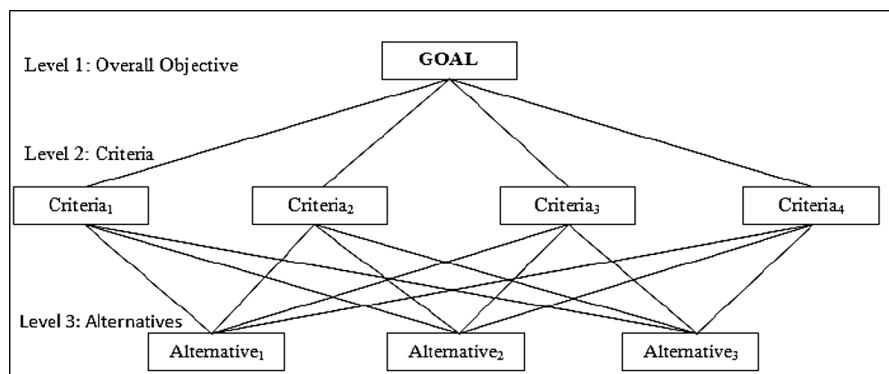 Level 1: Overall Objective
GOAL
Level 2: Criteria
Criteria₁
Criteria₂
Criteria₃
Criteria₄
Level 3: Alternatives
Alternative₁
Alternative₂
Alternative₃